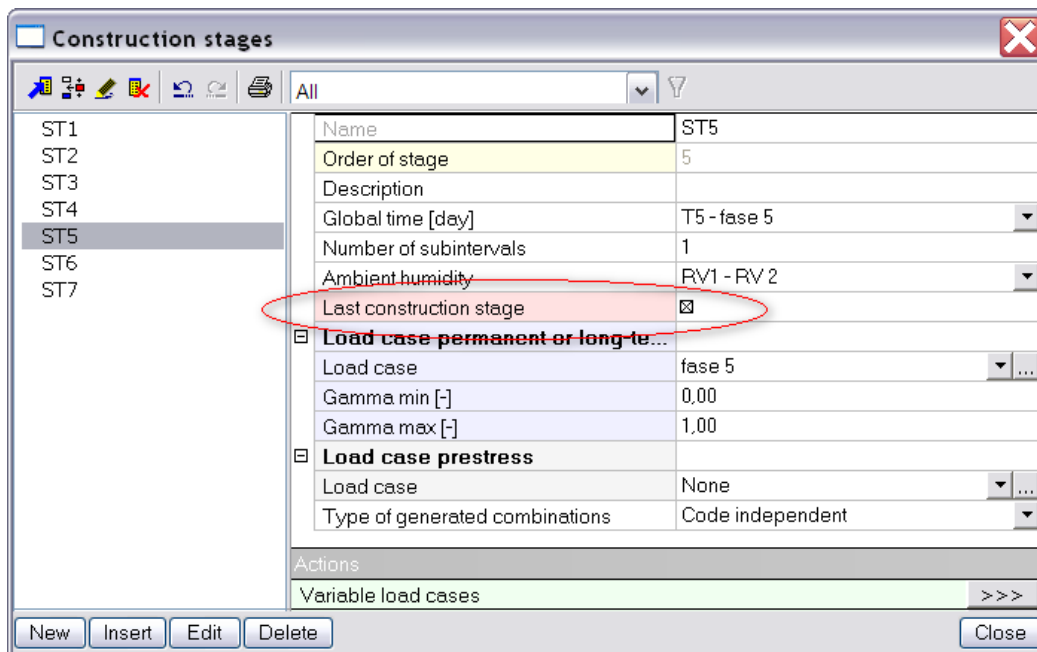 Construction stages
All
ST1
ST2
ST3
ST4
ST5
ST6
ST7
Name ST5
Order of stage 5
Description
Global time [day] T5 - fase 5
Number of subintervals 1
Ambient humidity RV1 - RV 2
Last construction stage
Load case permanent or long-te...
Load case fase 5 ...
Gamma min [-] 0,00
Gamma max [-] 1,00
Load case prestress
Load case None ...
Type of generated combinations Code independent
Actions
Variable load cases >>>
New Insert Edit Delete Close